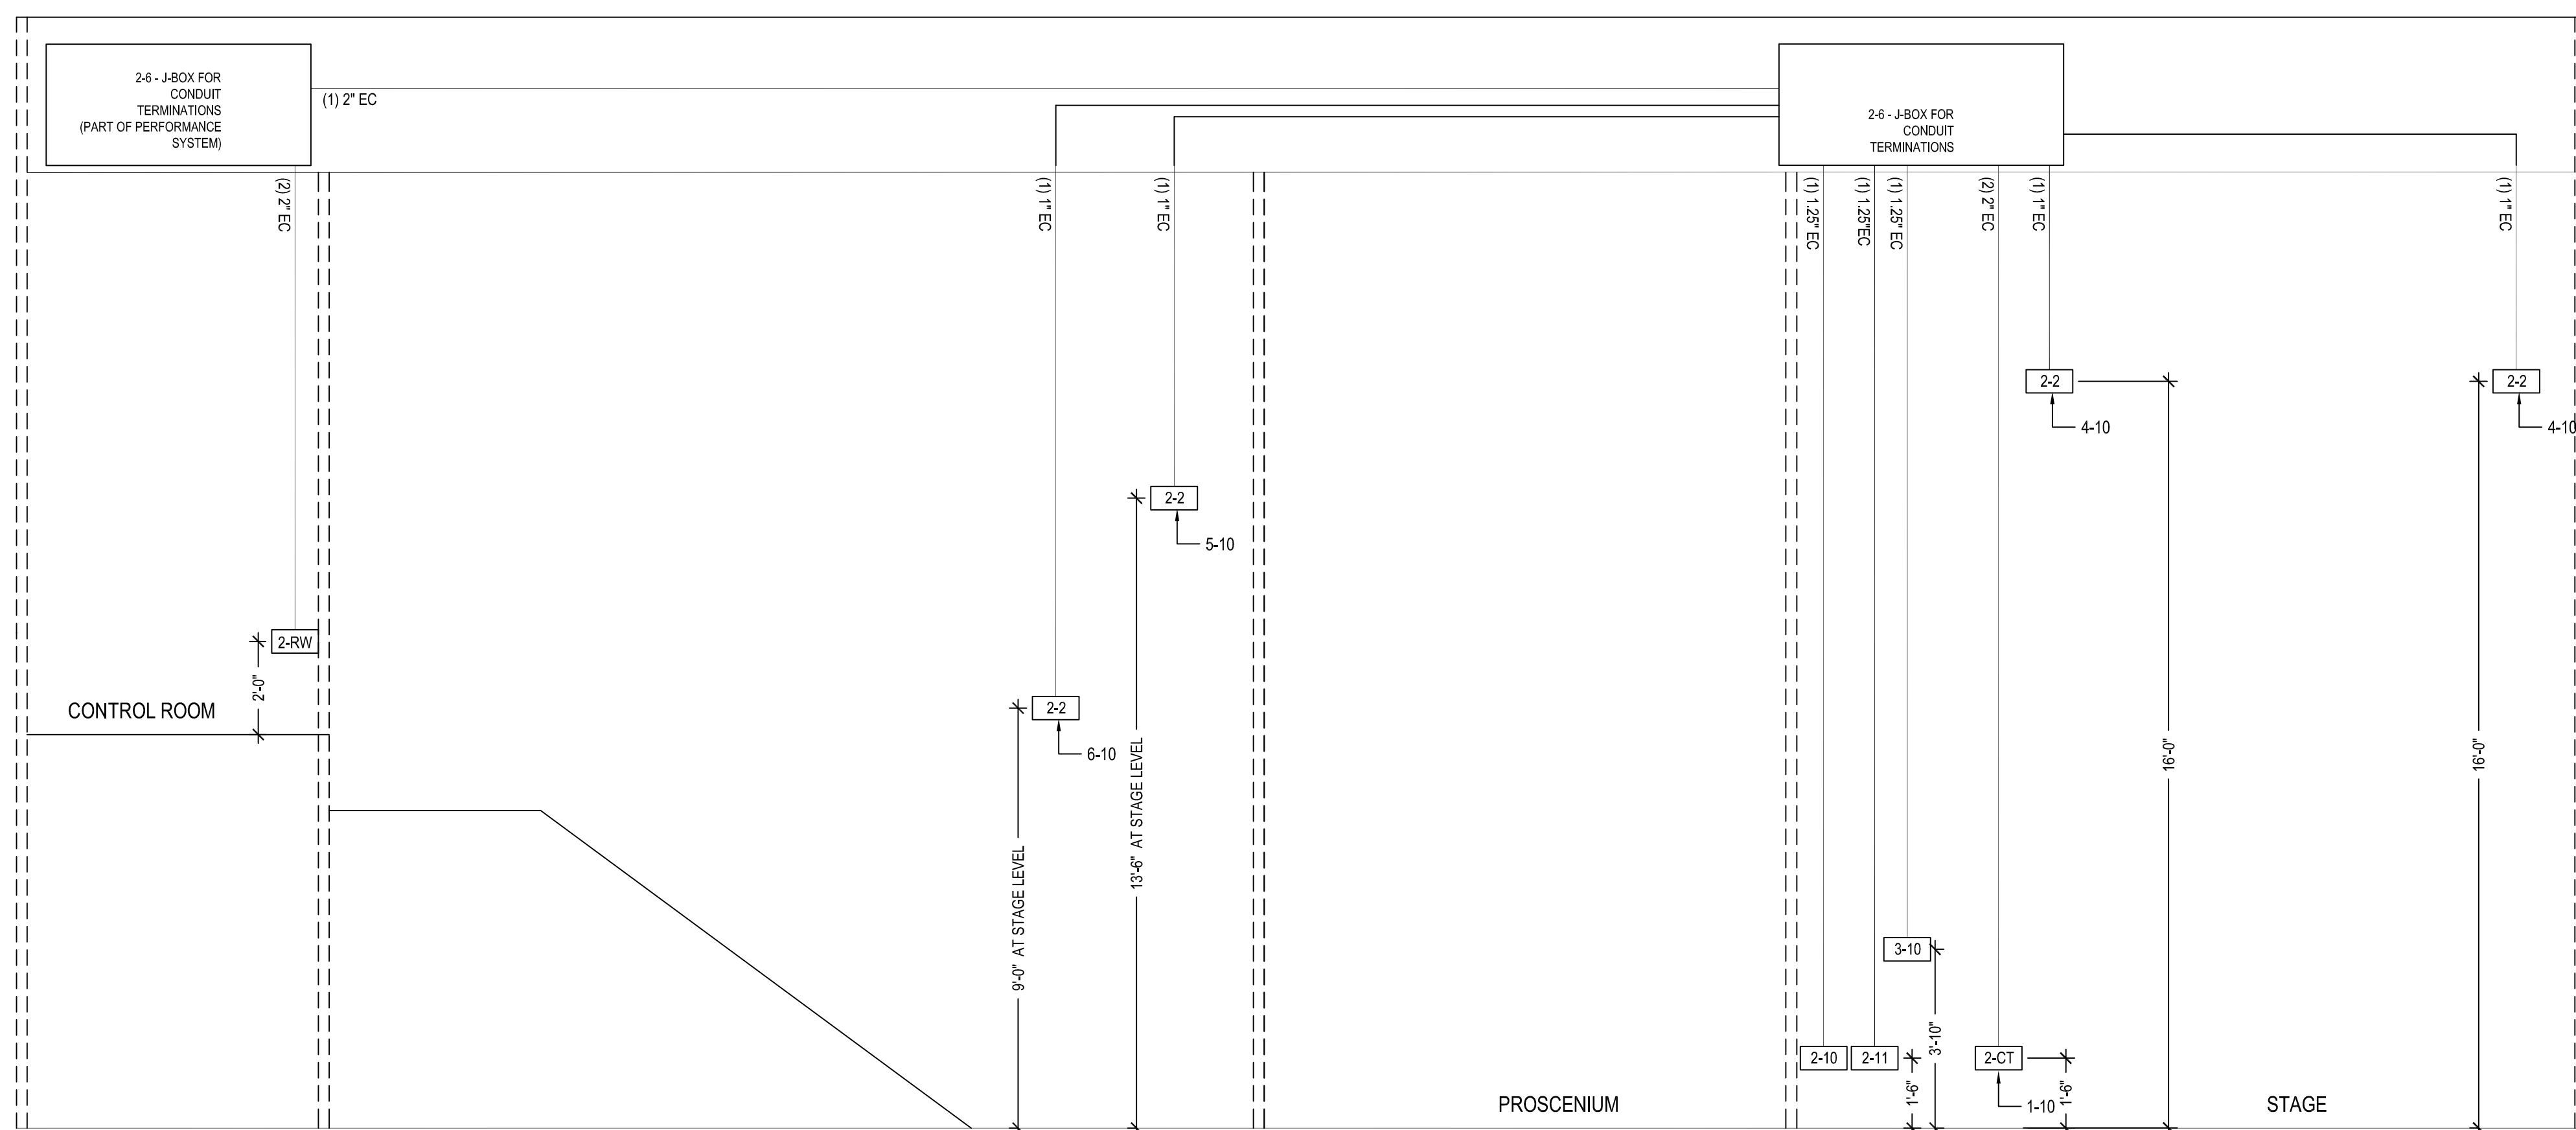 2-6 - J-BOX FOR
CONDUIT
TERMINATIONS
(PART OF PERFORMANCE
SYSTEM)
(1) 2" EC
2-6 - J-BOX FOR
CONDUIT
TERMINATIONS
(2) 2" EC
(1) 1" EC
(1) 1" EC
(1) 1.25" EC
(1) 1.25"EC
(1) 1.25" EC
(2) 2" EC
(1) 1" EC
(1) 1" EC
2-2
2-2
4-10
4-10
2-2
5-10
2-RW
2'-0"
CONTROL ROOM
2-2
6-10
9'-0" AT STAGE LEVEL
13'-6" AT STAGE LEVEL
16'-0"
16'-0"
3-10
3'-10"
2-10
2-11
1'-6"
2-CT
1-10
1'-6"
PROSCENIUM
STAGE